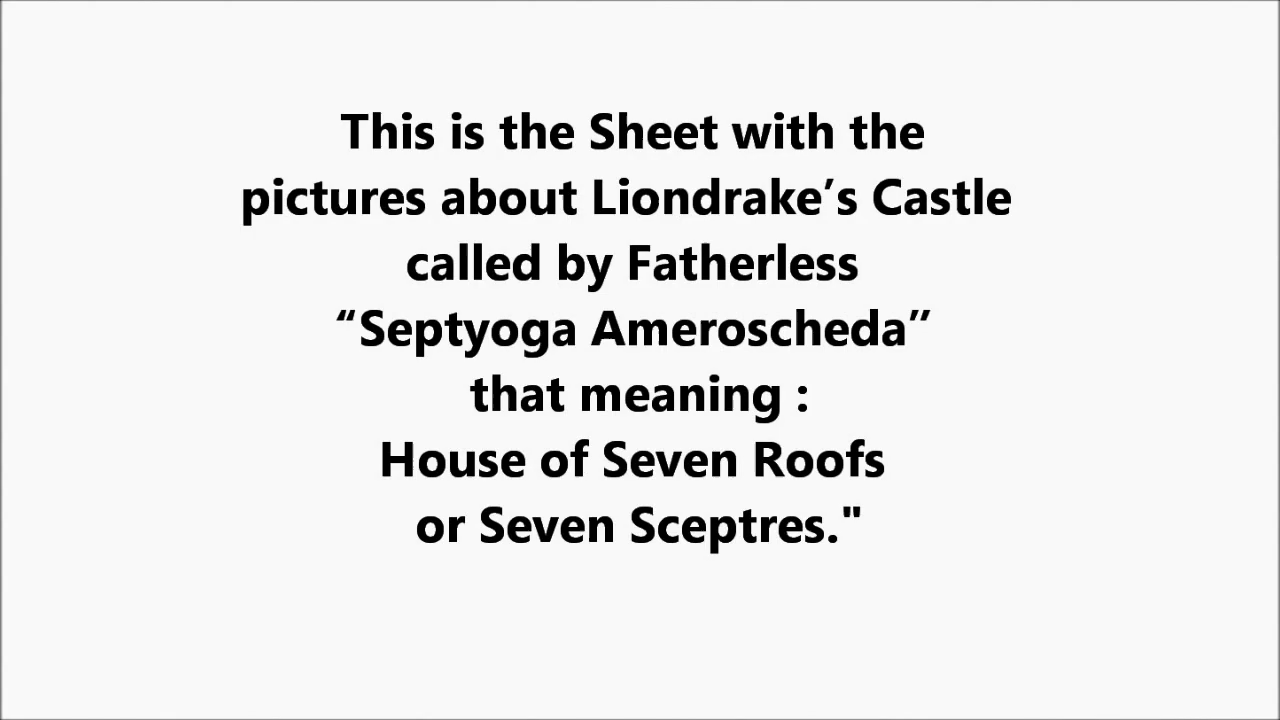 This is the Sheet with the
pictures about Liondrake’s Castle
called by Fatherless
“Septyoga Ameroscheda”
that meaning :
House of Seven Roofs
or Seven Sceptres."